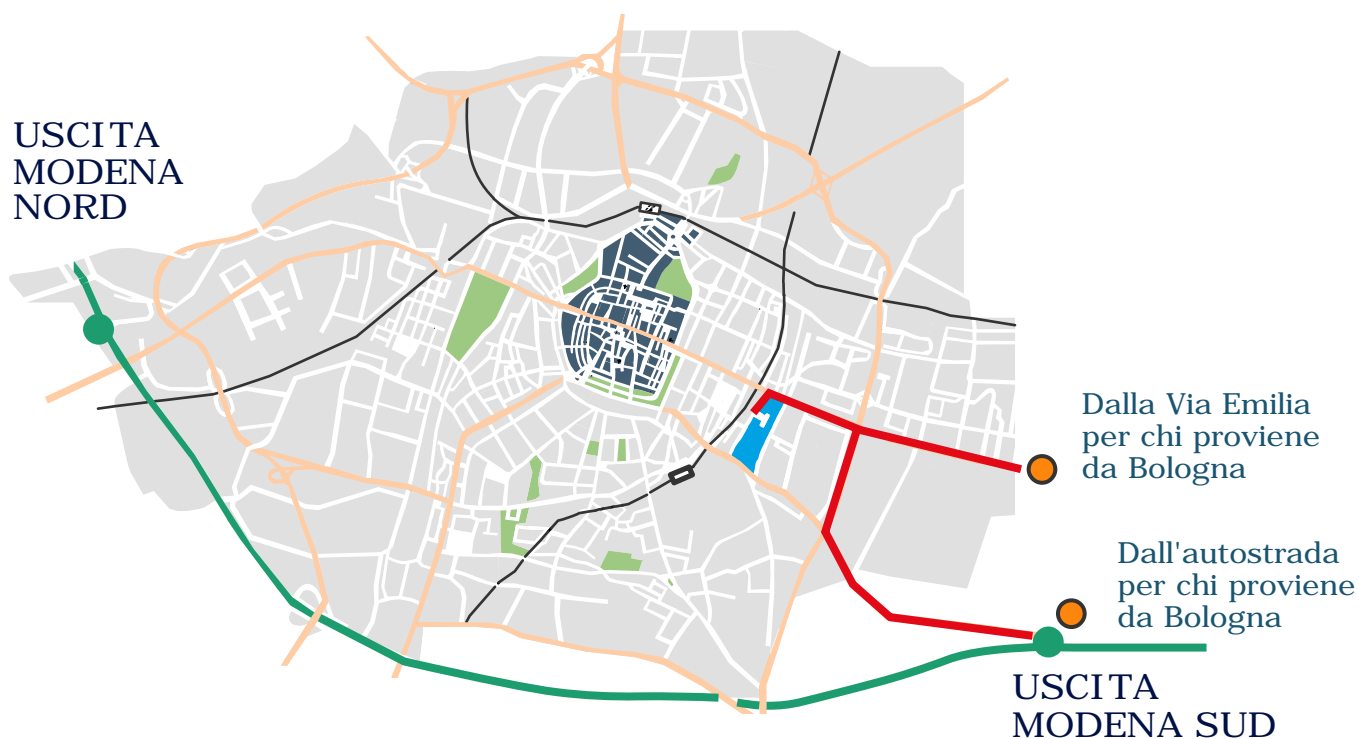 USCITA
MODENA
NORD
Dalla Via Emilia
per chi proviene
da Bologna
Dall'autostrada
per chi proviene
da Bologna
USCITA
MODENA SUD